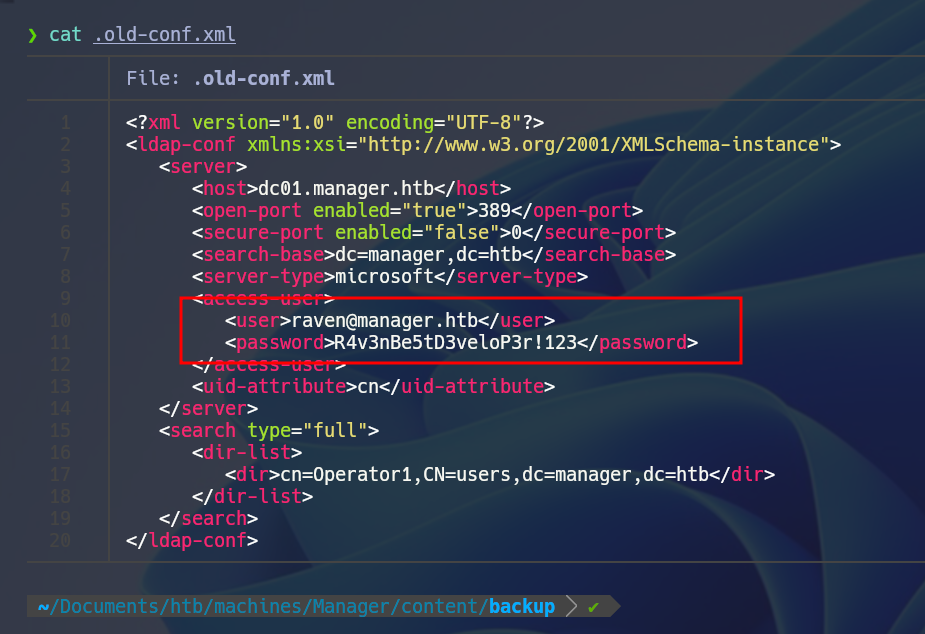 ❯ cat .old-conf.xml
File: .old-conf.xml
1 <?xml version="1.0" encoding="UTF-8"?>
2 <ldap-conf xmlns:xsi="http://www.w3.org/2001/XMLSchema-instance">
3 <server>
4 <host>dc01.manager.htb</host>
5 <open-port enabled="true">389</open-port>
6 <secure-port enabled="false">0</secure-port>
7 <search-base>dc=manager,dc=htb</search-base>
8 <server-type>microsoft</server-type>
9 <access-user>
10 <user>raven@manager.htb</user>
11 <password>R4v3nBe5tD3veloP3r!123</password>
12 </access-user>
13 <uid-attribute>cn</uid-attribute>
14 </server>
15 <search type="full">
16 <dir-list>
17 <dir>cn=Operator1,CN=users,dc=manager,dc=htb</dir>
18 </dir-list>
19 </search>
20 </ldap-conf>
~/Documents/htb/machines/Manager/content/backup ✔